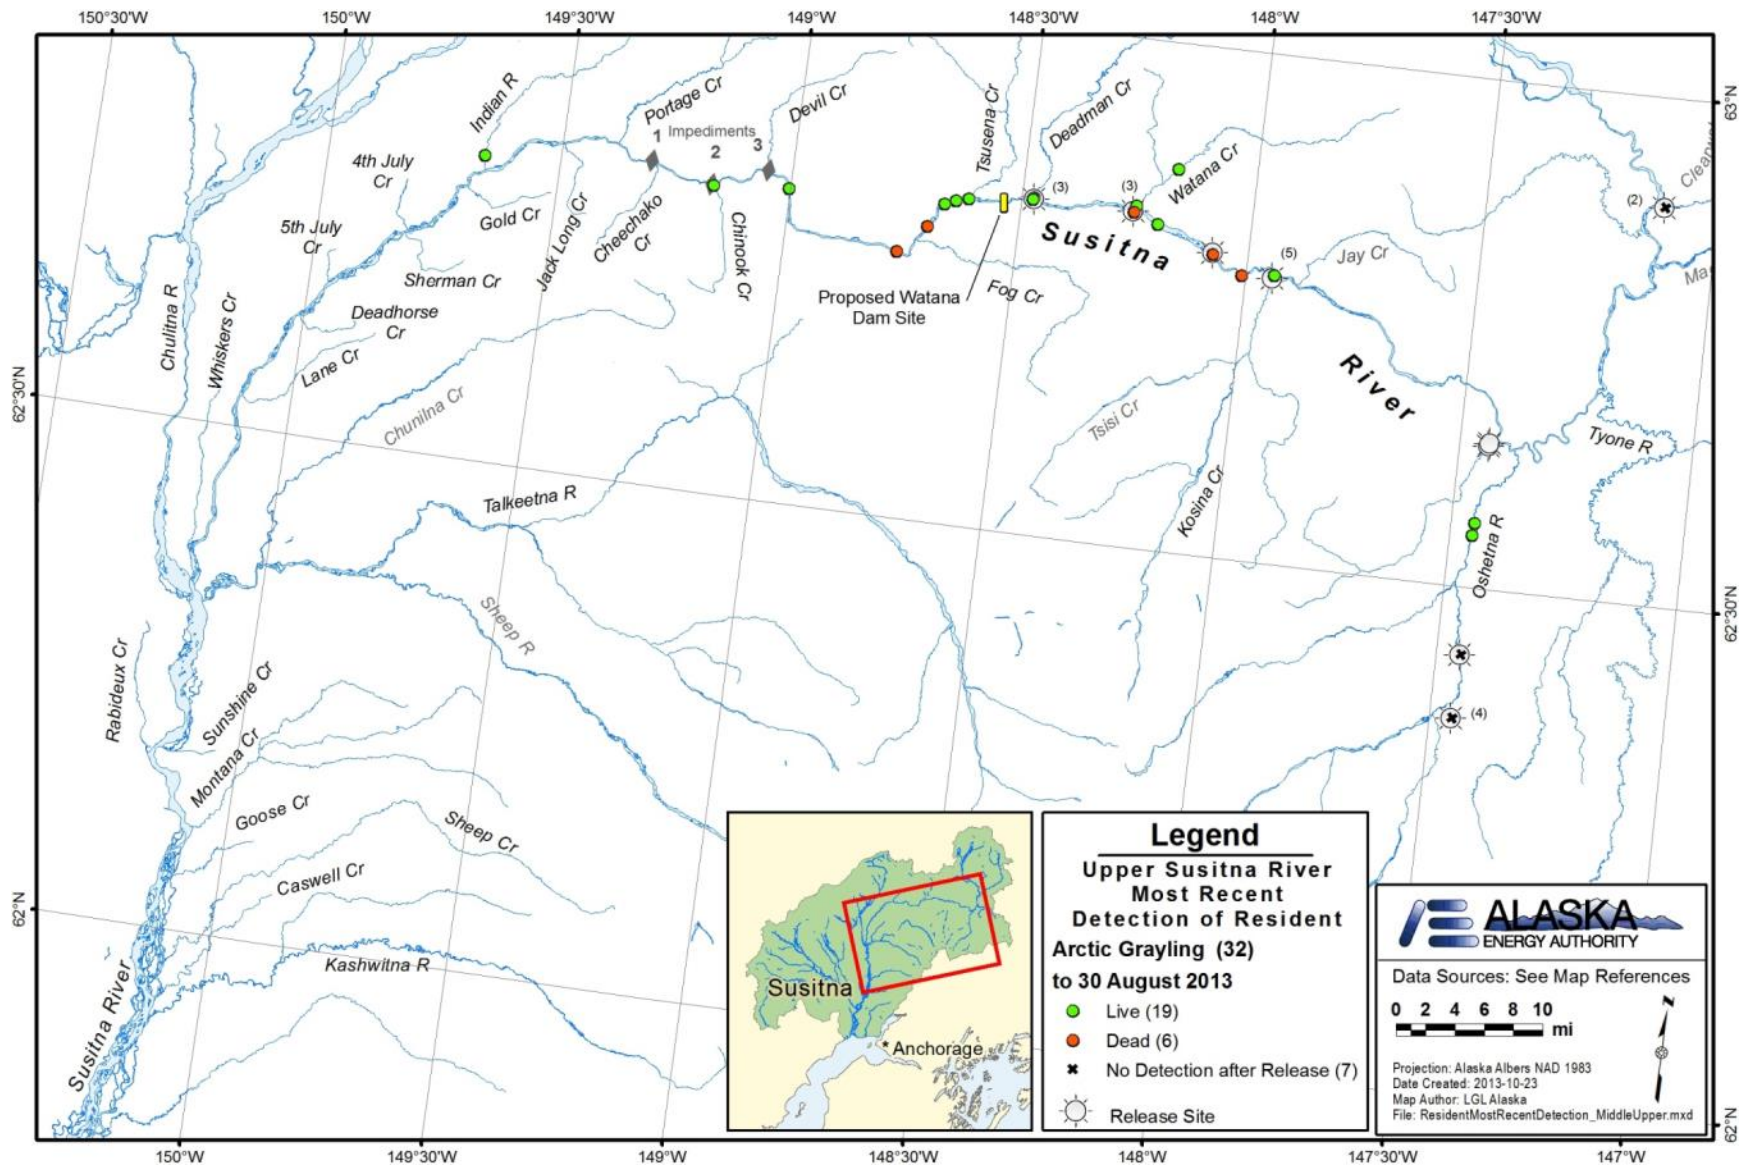 150°30'W 150°W 149°30'W 149°W 148°30'W 148°W 147°30'W
63°N
Indian R
Portage Cr
Devil Cr
Tsusena Cr
Deadman Cr
1 Impediments
2
3
4th July
Cr
Watana Cr
(3)
(3)
(2)
Gold Cr
Jack Long Cr
Cheechako
Cr
Chinook Cr
5th July
Cr
Susitna
Jay Cr
(5)
Sherman Cr
Fog Cr
Proposed Watana
Dam Site
Chulitna R
Whiskers Cr
Deadhorse
Cr
Lane Cr
River
62°30'N
Chunilna Cr
Tsisi Cr
Tyone R
Kosina Cr
Talkeetna R
Oshetna R
Sheep R
62°30'N
Rabideux Cr
Sunshine Cr
Montana Cr
(4)
Goose Cr
Sheep Cr
Caswell Cr
62°N
Kashwitna R
Susitna River
Susitna
Anchorage
Legend
Upper Susitna River
Most Recent
Detection of Resident
Arctic Grayling (32)
to 30 August 2013
Live (19)
Dead (6)
No Detection after Release (7)
Release Site
ALASKA
ENERGY AUTHORITY
Data Sources: See Map References
0 2 4 6 8 10
mi
N
Projection: Alaska Albers NAD 1983
Date Created: 2013-10-23
Map Author: LGL Alaska
File: ResidentMostRecentDetection_MiddleUpper.mxd
62°N
150°W 149°30'W 149°W 148°30'W 148°W 147°30'W 147°W